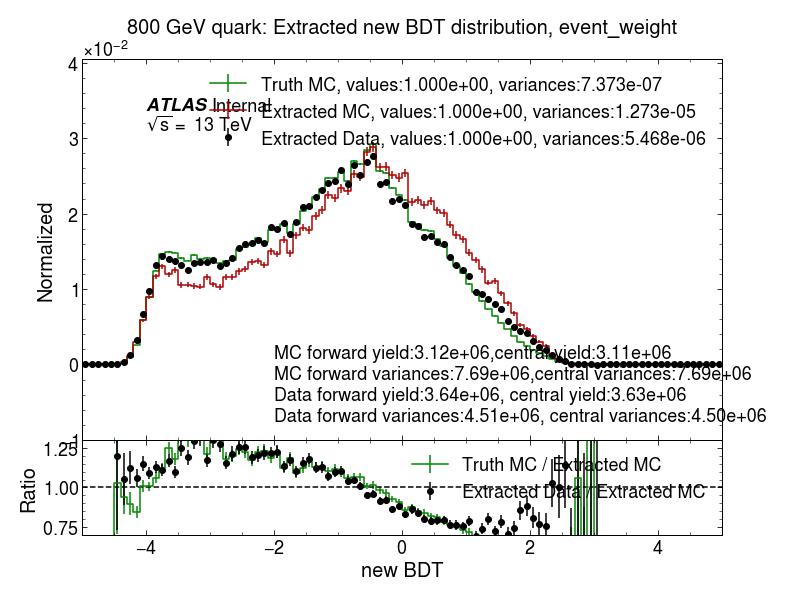 800 GeV quark: Extracted new BDT distribution, event_weight
×10−2
Truth MC, values:1.000e+00, variances:7.373e-07
ATLAS Internal
Extracted MC, values:1.000e+00, variances:1.273e-05
√s = 13 TeV
Extracted Data, values:1.000e+00, variances:5.468e-06
4
3
2
1
0
−1
Normalized
MC forward yield:3.12e+06,central yield:3.11e+06
MC forward variances:7.69e+06,central variances:7.69e+06
Data forward yield:3.64e+06, central yield:3.63e+06
Data forward variances:4.51e+06, central variances:4.50e+06
1.25
1.00
0.75
Ratio
Truth MC / Extracted MC
Extracted Data / Extracted MC
−4 −2 0 2 4
new BDT